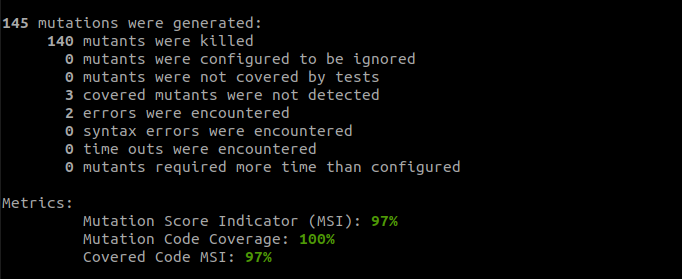 145 mutations were generated:
140 mutants were killed
0 mutants were configured to be ignored
0 mutants were not covered by tests
3 covered mutants were not detected
2 errors were encountered
0 syntax errors were encountered
0 time outs were encountered
0 mutants required more time than configured
Metrics:
Mutation Score Indicator (MSI): 97%
Mutation Code Coverage: 100%
Covered Code MSI: 97%